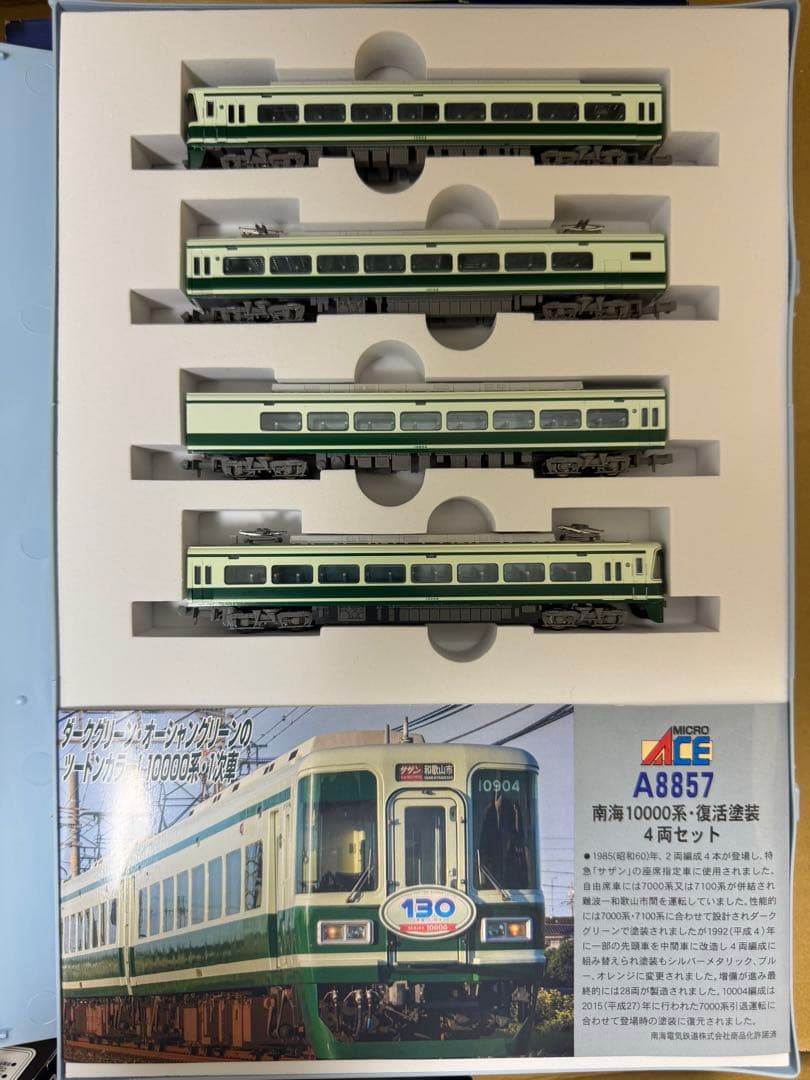 ダークグリーン、オーシャングリーンの
ツートンカラー！10000系・1次車
サザン 和歌山市
10904
130
SERIES 10000
MICRO
ACE
A8857
南海10000系・復活塗装
4両セット
●1985(昭和60)年、2両編成4本が登場し、特
急「サザン」の座席指定車に使用されました。
自由席車には7000系又は7100系が併結され
難波ー和歌山市間を運転していました。性能的
には7000系・7100系に合わせて設計されダーク
グリーンで塗装されましたが1992(平成4)年
に一部の先頭車を中間車に改造し4両編成に
組み替えられ塗装もシルバーメタリック、ブル
ー、オレンジに変更されました。増備が進み最
終的には28両が製造されました。10004編成は
2015(平成27)年に行われた7000系引退運転に
合わせて登場時の塗装に復元されました。
南海電気鉄道株式会社商品化許諾済